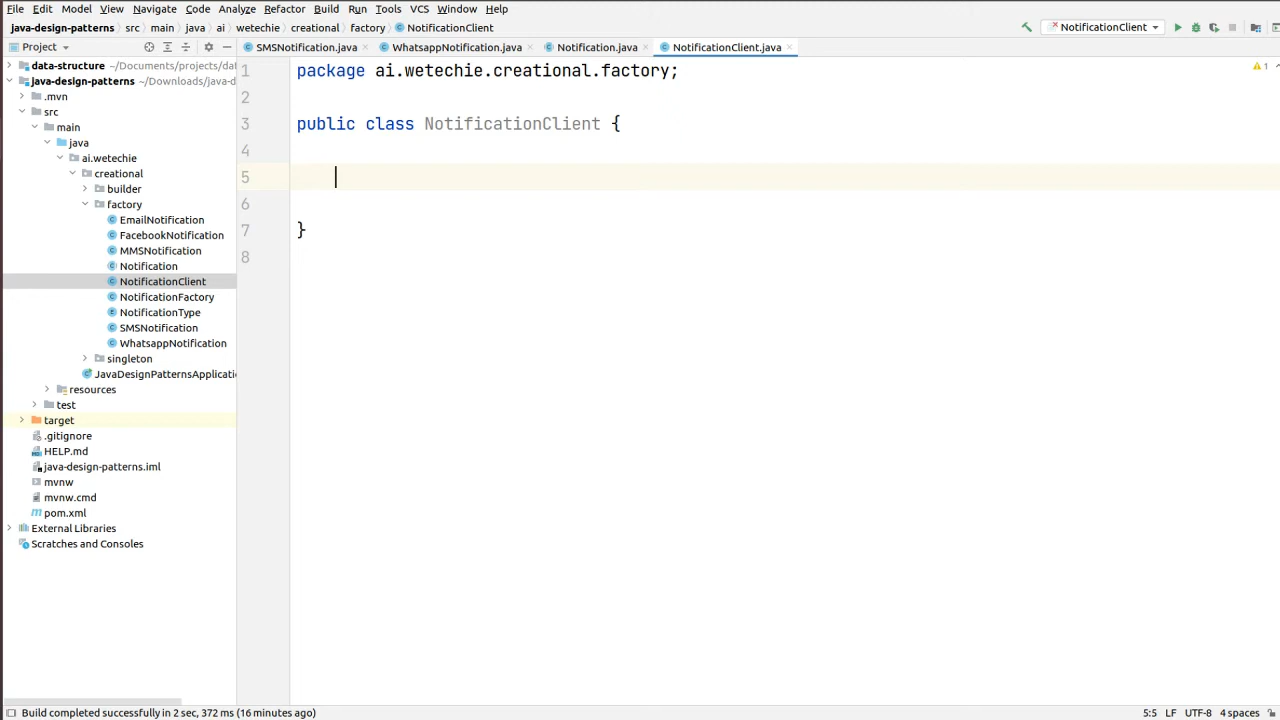 File Edit Model View Navigate Code Analyze Refactor Build Run Tools VCS Window Help
java-design-patterns src main java ai wetechie creational factory NotificationClient NotificationClient
Project SMSNotification.java WhatsappNotification.java Notification.java NotificationClient.java
data-structure ~/Documents/projects/dat
java-design-patterns ~/Downloads/java-d
.mvn
src
main
java
ai.wetechie
creational
builder
factory
EmailNotification
FacebookNotification
MMSNotification
Notification
NotificationClient
NotificationFactory
NotificationType
SMSNotification
WhatsappNotification
singleton
JavaDesignPatternsApplicatio
resources
test
target
.gitignore
HELP.md
java-design-patterns.iml
mvnw
mvnw.cmd
pom.xml
External Libraries
Scratches and Consoles
1 package ai.wetechie.creational.factory; 1
2
3 public class NotificationClient {
4
5
6
7 }
8
Build completed successfully in 2 sec, 372 ms (16 minutes ago) 5:5 LF UTF-8 4 spaces